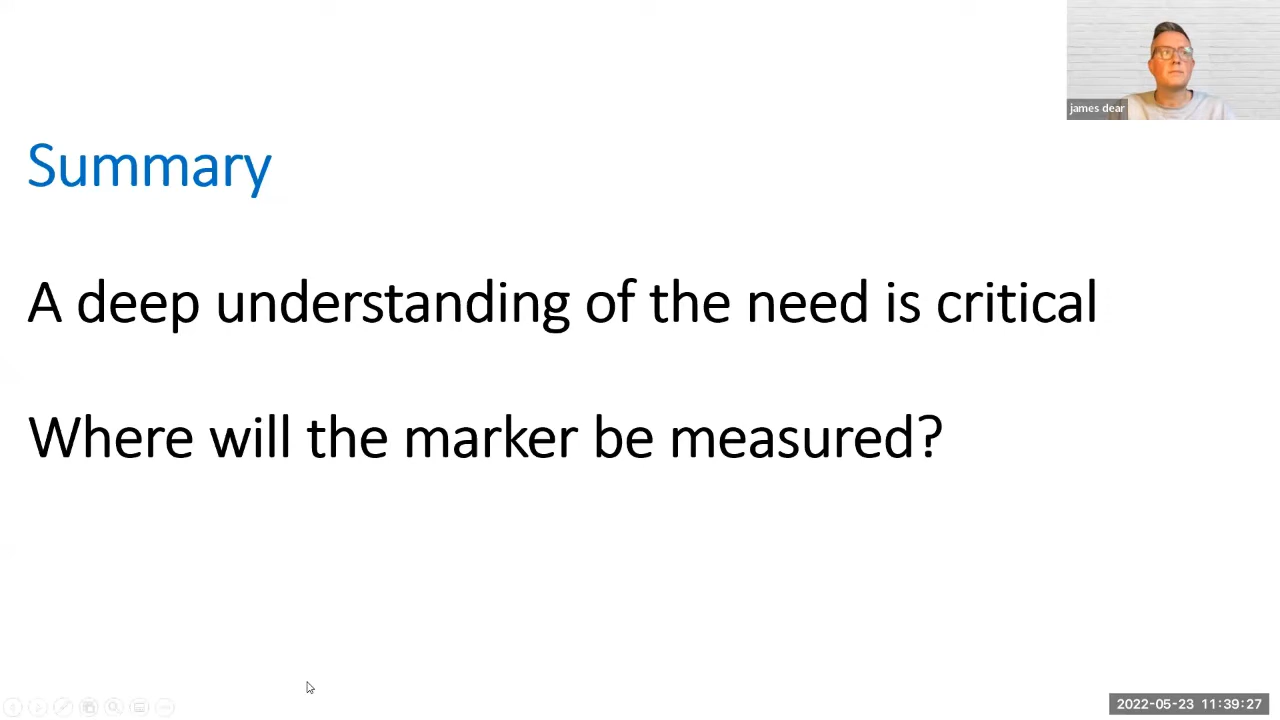 james dear
Summary
A deep understanding of the need is critical
Where will the marker be measured?
2022-05-23 11:39:27